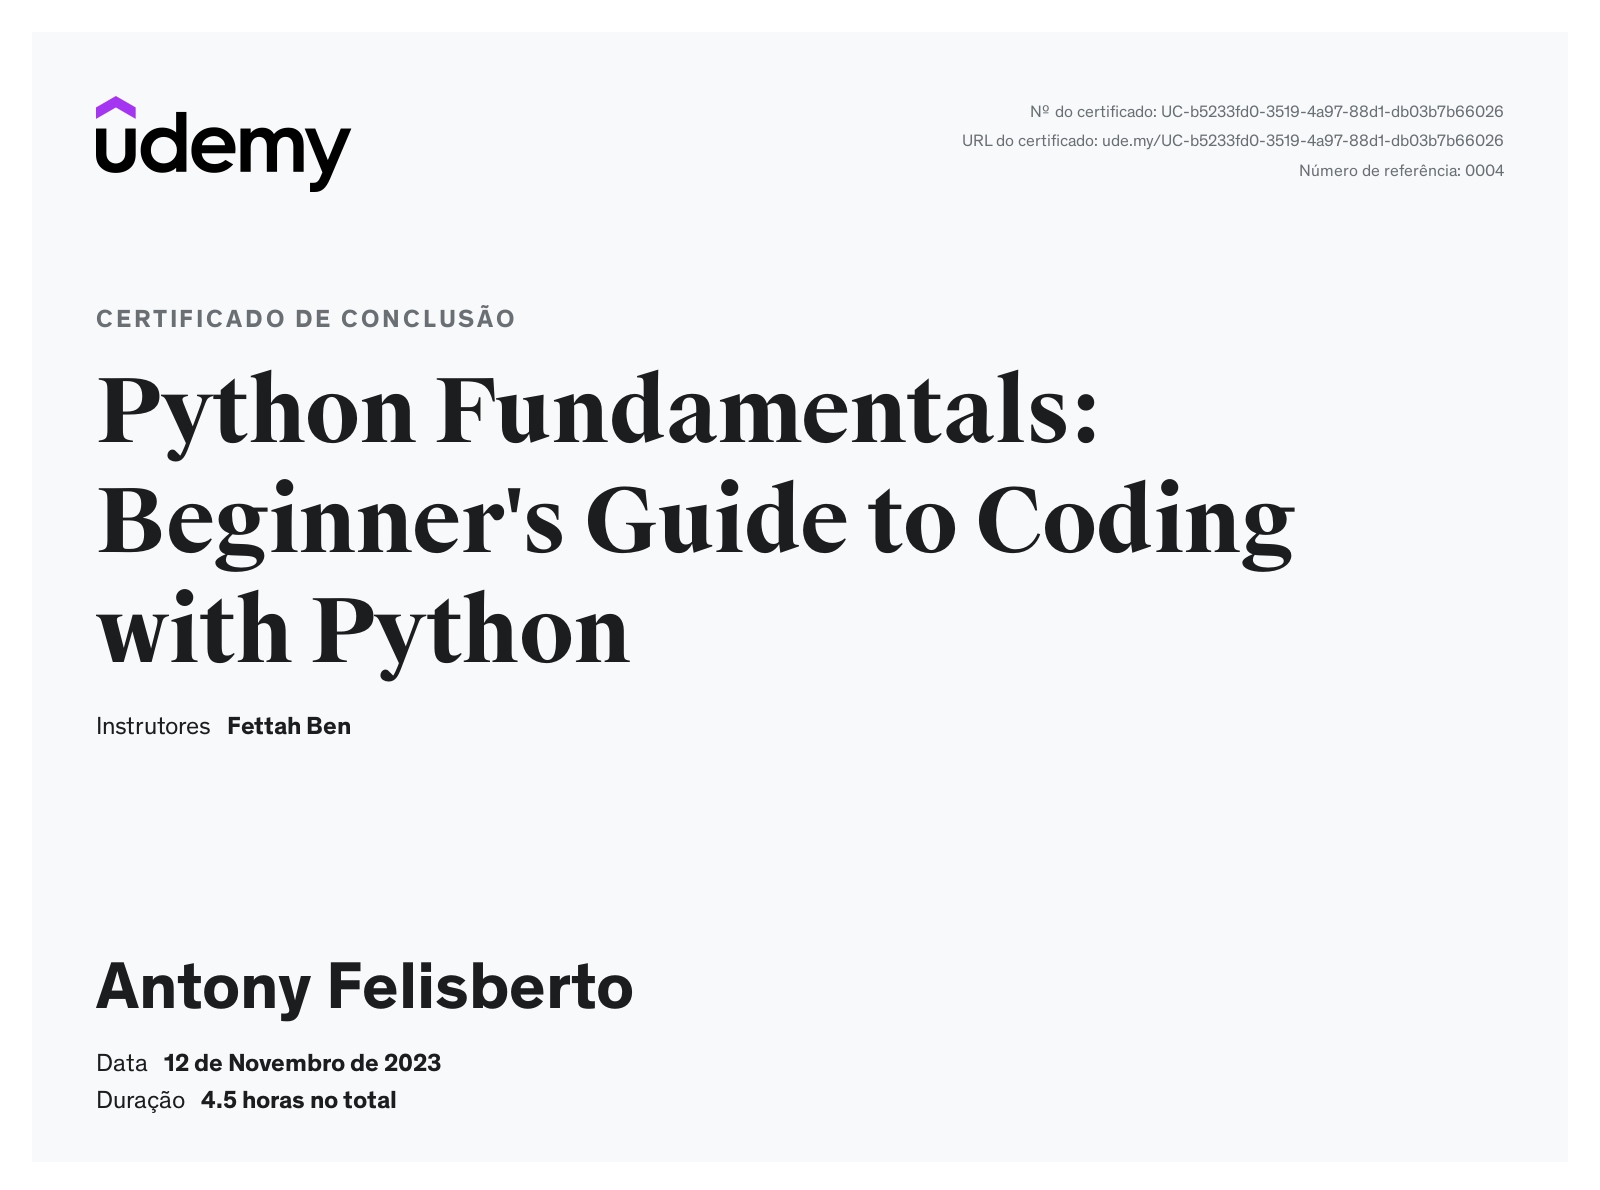 udemy
Nº do certificado: UC-b5233fd0-3519-4a97-88d1-db03b7b66026
URL do certificado: ude.my/UC-b5233fd0-3519-4a97-88d1-db03b7b66026
Número de referência: 0004
CERTIFICADO DE CONCLUSÃO
Python Fundamentals:
Beginner's Guide to Coding
with Python
Instrutores Fettah Ben
Antony Felisberto
Data 12 de Novembro de 2023
Duração 4.5 horas no total